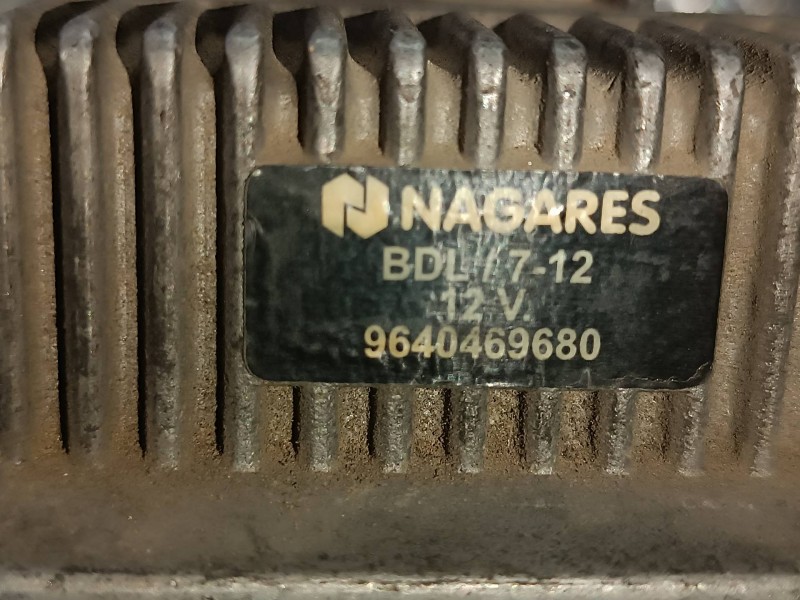 NAGARES
BDL / 7-12
12 V.
9640469680